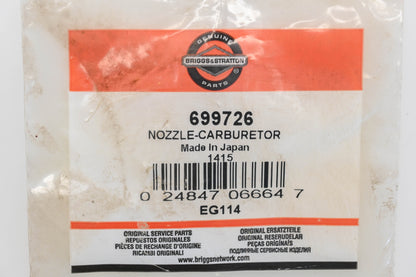 GENUINE
BRIGGS&STRATTON
PARTS
699726
NOZZLE-CARBURETOR
Made In Japan
1415
0 24847 06664 7
EG114
ORIGINAL SERVICE PARTS
REPUESTOS ORIGINALES
PIÈCES DE RECHANGE D'ORIGINE
RICAMBI ORIGINALI
ORIGINAL ERSATZTEILE
ORIGINAL RESERVDELAR
PEÇAS ORIGINAIS
ПОДЛИННЫЕ СЕРВИСНЫЕ ИЗДЕЛИЯ
www.briggsnetwork.com